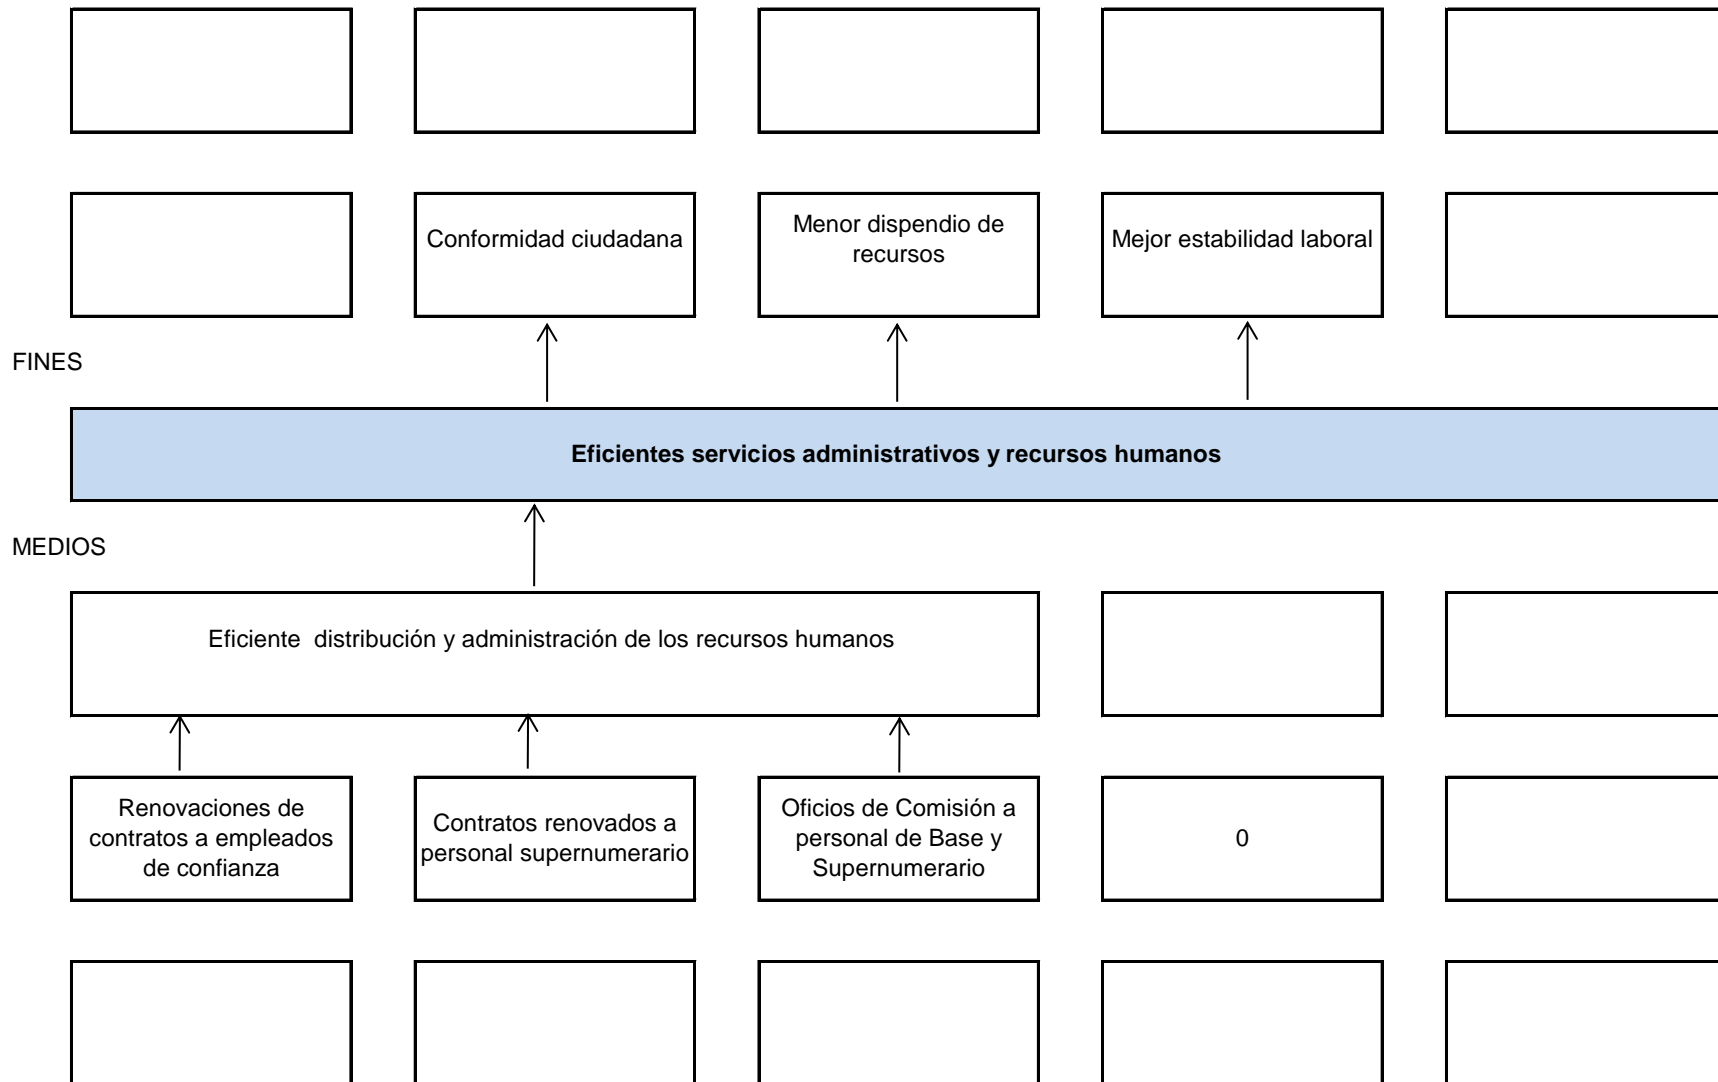 Conformidad ciudadana
Menor dispendio de
recursos
Mejor estabilidad laboral
FINES
Eficientes servicios administrativos y recursos humanos
MEDIOS
Eficiente  distribución y administración de los recursos humanos
Renovaciones de
contratos a empleados
de confianza
Contratos renovados a
personal supernumerario
Oficios de Comisión a
personal de Base y
Supernumerario
0